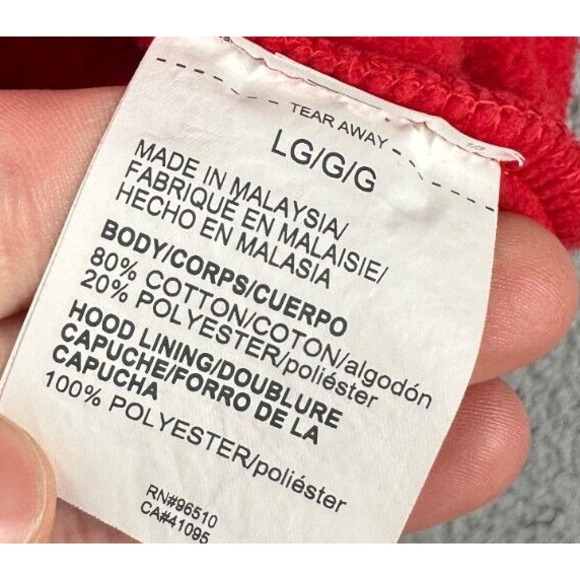 TEAR AWAY
LG/G/G
MADE IN MALAYSIA/
FABRIQUE EN MALAISIE/
HECHO EN MALASIA
BODY/CORPS/CUERPO
80% COTTON/COTON/algodón
20% POLYESTER/poliéster
HOOD LINING/DOUBLURE
CAPUCHE/FORRO DE LA
CAPUCHA
100% POLYESTER/poliéster
RN#96510
CA#41095